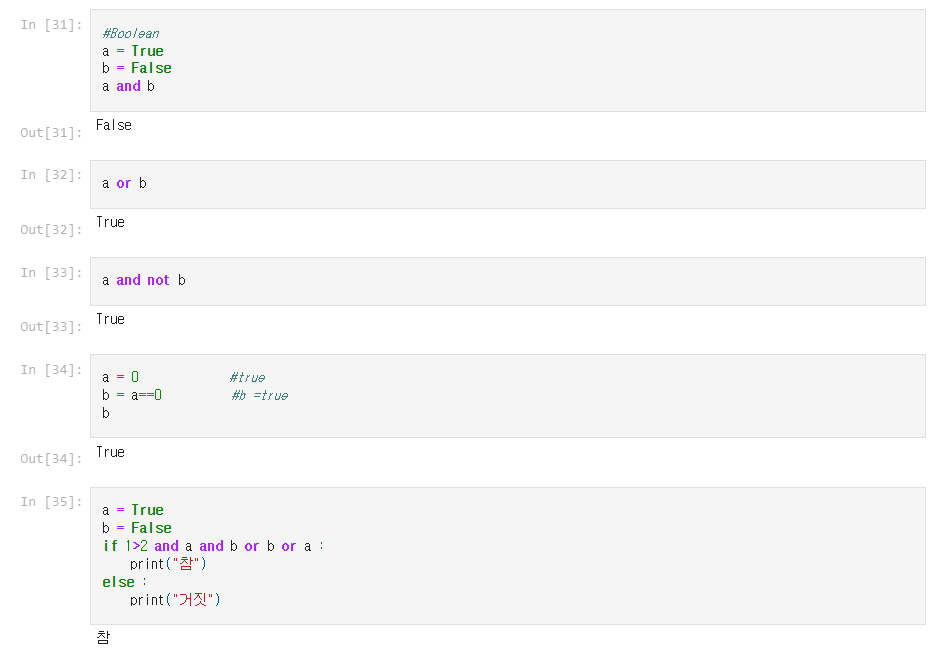 In [31]:
#Boolean
a = True
b = False
a and b
Out[31]:
False
In [32]:
a or b
Out[32]:
True
In [33]:
a and not b
Out[33]:
True
In [34]:
a = 0 #true
b = a==0 #b =true
b
Out[34]:
True
In [35]:
a = True
b = False
if 1>2 and a and b or b or a :
    print("참")
else :
    print("거짓")
참